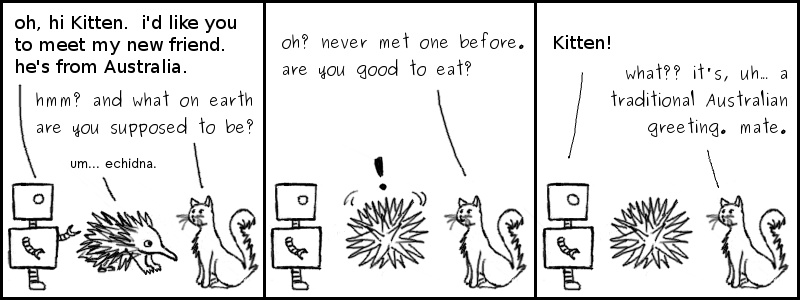 oh, hi Kitten. i'd like you
to meet my new friend.
he's from Australia.
hmm? and what on earth
are you supposed to be?
um... echidna.
oh? never met one before.
are you good to eat?
!
Kitten!
what?? it's, uh... a
traditional Australian
greeting. mate.